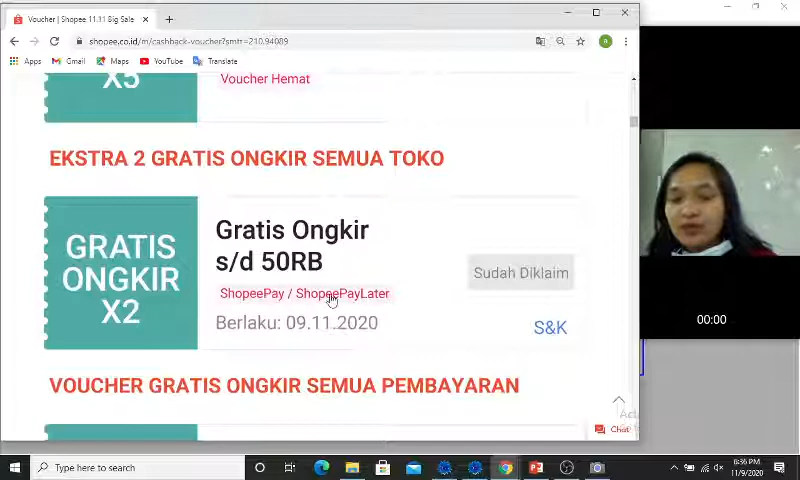 Voucher | Shopee 11.11 Big Sale
shopee.co.id/m/cashback-voucher?smtt=210.94089
a
Apps
Gmail
Maps
YouTube
Translate
X5
Voucher Hemat
EKSTRA 2 GRATIS ONGKIR SEMUA TOKO
GRATIS
ONGKIR
X2
Gratis Ongkir
s/d 50RB
ShopeePay / ShopeePayLater
Berlaku: 09.11.2020
Sudah Diklaim
S&K
VOUCHER GRATIS ONGKIR SEMUA PEMBAYARAN
Chat
00:00
Type here to search
6:36 PM
11/9/2020